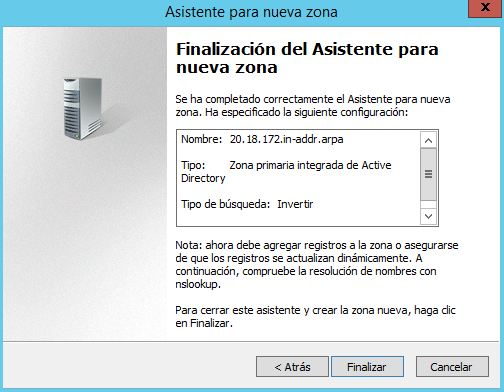 Asistente para nueva zona
x
Finalización del Asistente para
nueva zona
Se ha completado correctamente el Asistente para nueva
zona. Ha especificado la siguiente configuración:
Nombre: 20.18.172.in-addr.arpa
Tipo: Zona primaria integrada de Active
Directory
Tipo de búsqueda: Invertir
Nota: ahora debe agregar registros a la zona o asegurarse
de que los registros se actualizan dinámicamente. A
continuación, compruebe la resolución de nombres con
nslookup.
Para cerrar este asistente y crear la zona nueva, haga clic
en Finalizar.
< Atrás
Finalizar
Cancelar